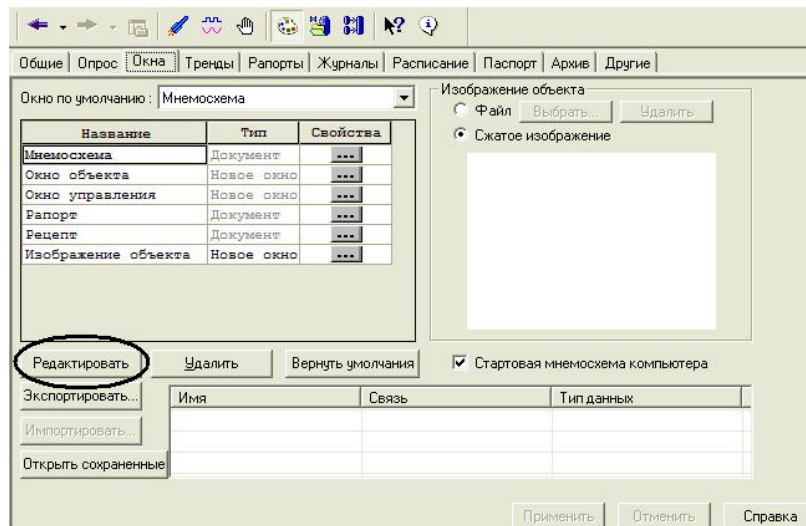 Общие Опрос Окна Тренды Рапорты Журналы Расписание Паспорт Архив Другие
Окно по умолчанию : Мнемосхема
Название Тип Свойства
Мнемосхема Документ ...
Окно объекта Новое окно ...
Окно управления Новое окно ...
Рапорт Документ ...
Рецепт Документ ...
Изображение объекта Новое окно ...
Изображение объекта
Файл Выбрать... Удалить
Сжатое изображение
Редактировать Удалить Вернуть умолчания Стартовая мнемосхема компьютера
Экспортировать...
Импортировать...
Открыть сохраненные
Имя Связь Тип данных
Применить Отменить Справка